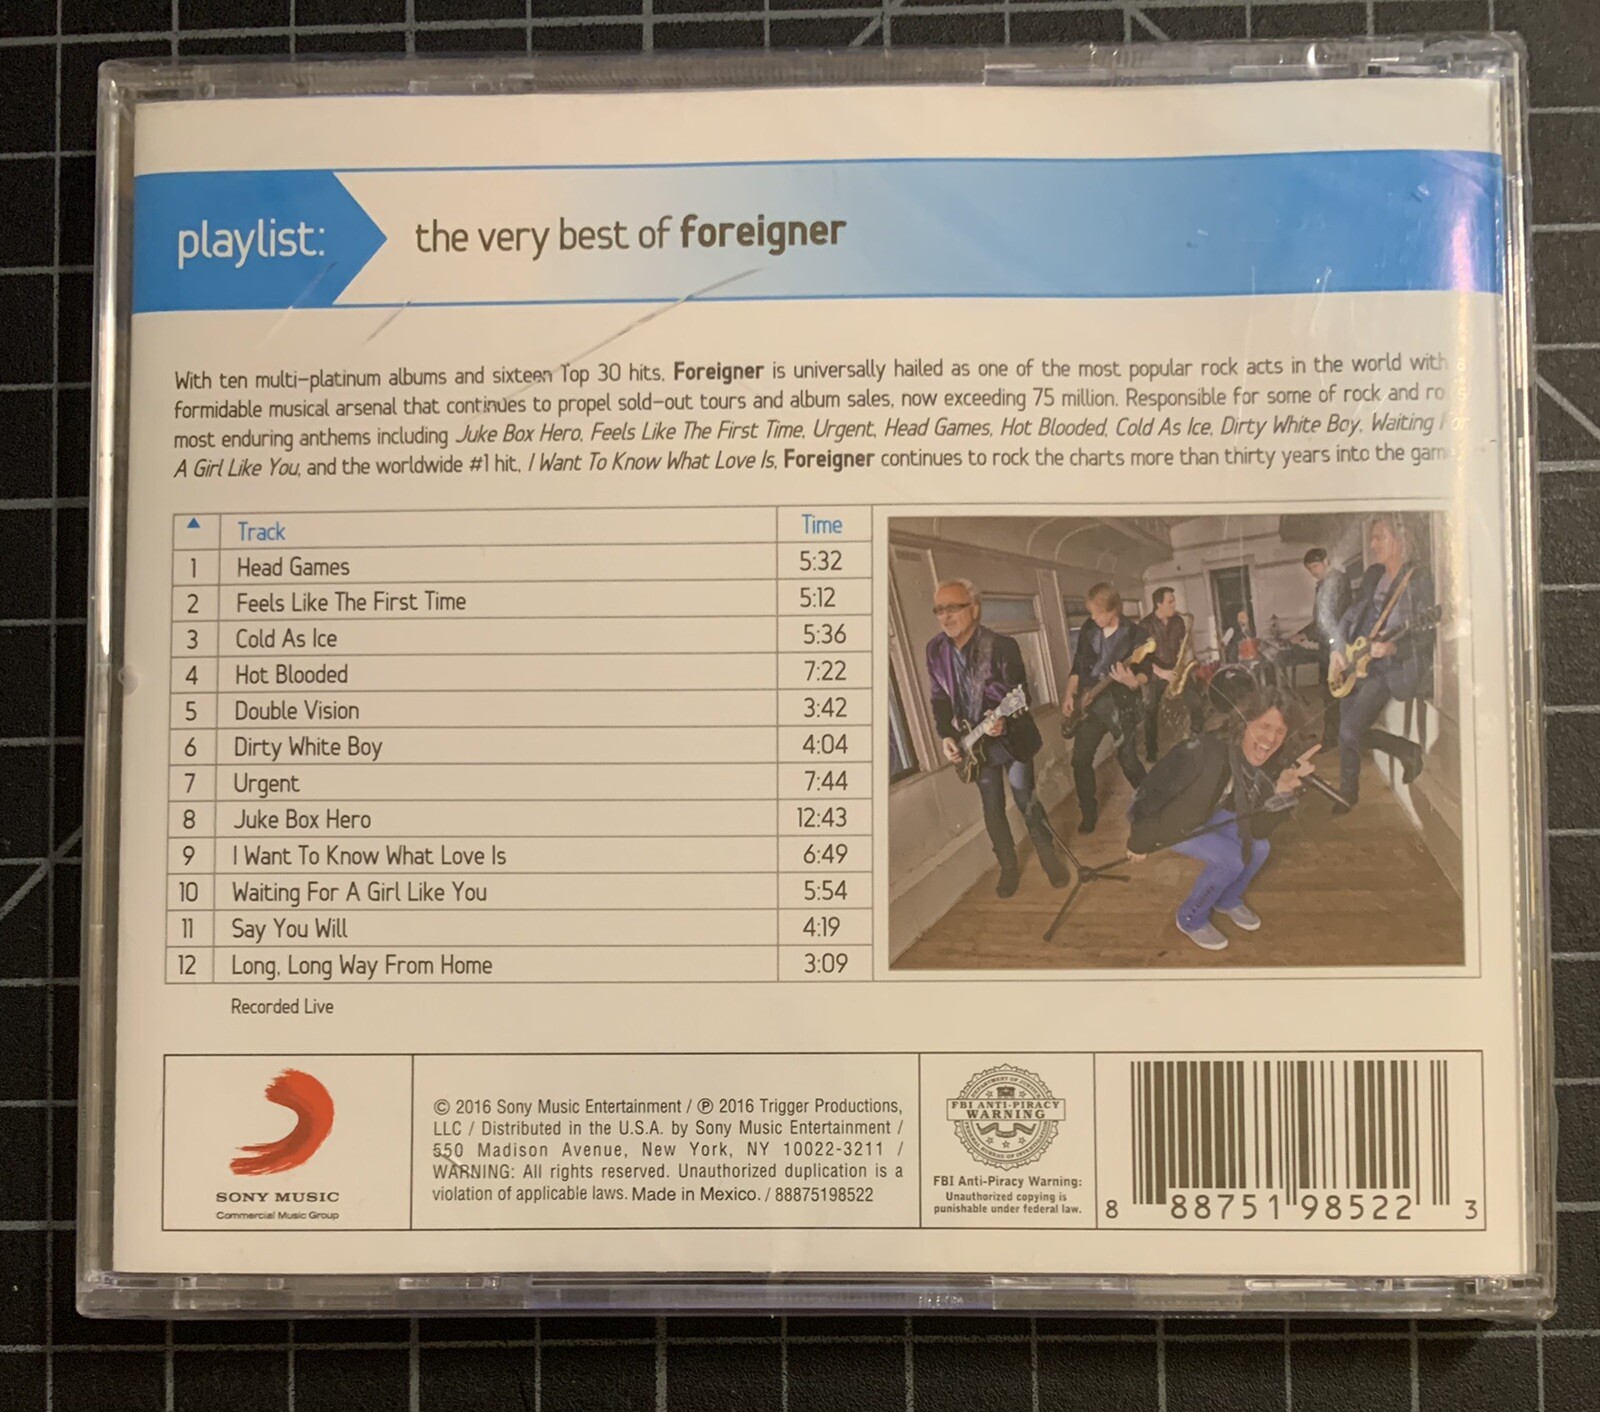 playlist: the very best of foreigner
With ten multi-platinum albums and sixteen Top 30 hits, Foreigner is universally hailed as one of the most popular rock acts in the world with a
formidable musical arsenal that continues to propel sold-out tours and album sales, now exceeding 75 million. Responsible for some of rock and
most enduring anthems including Juke Box Hero, Feels Like The First Time, Urgent, Head Games, Hot Blooded, Cold As Ice, Dirty White Boy, Waiting For
A Girl Like You, and the worldwide #1 hit, I Want To Know What Love Is, Foreigner continues to rock the charts more than thirty years into the
Track Time
1 Head Games 5:32
2 Feels Like The First Time 5:12
3 Cold As Ice 5:36
4 Hot Blooded 7:22
5 Double Vision 3:42
6 Dirty White Boy 4:04
7 Urgent 7:44
8 Juke Box Hero 12:43
9 I Want To Know What Love Is 6:49
10 Waiting For A Girl Like You 5:54
11 Say You Will 4:19
12 Long, Long Way From Home 3:09
Recorded Live
SONY MUSIC
Commercial Music Group
© 2016 Sony Music Entertainment / ℗ 2016 Trigger Productions,
LLC / Distributed in the U.S.A. by Sony Music Entertainment /
550 Madison Avenue, New York, NY 10022-3211 /
WARNING: All rights reserved. Unauthorized duplication is a
violation of applicable laws. Made in Mexico. / 88875198522
FBI ANTI-PIRACY
WARNING
FBI Anti-Piracy Warning:
Unauthorized copying is
punishable under federal law.
8 88751 98522 3